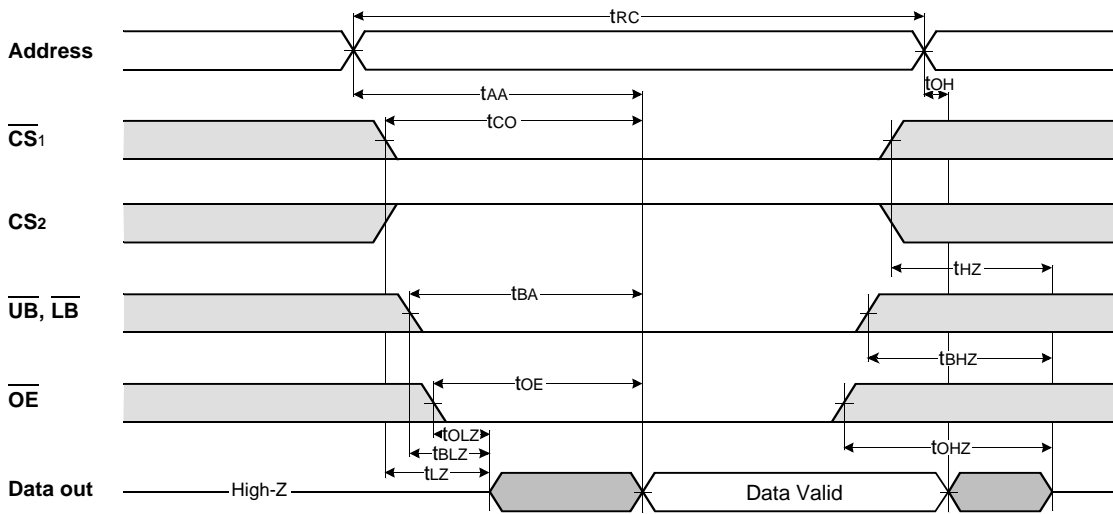 tRC
Address
tOH
tAA
tCO
CS1
CS2
tHZ
tBA
UB, LB
tBHZ
tOE
OE
tOLZ
tBLZ
tOHZ
tLZ
Data out
High-Z
Data Valid